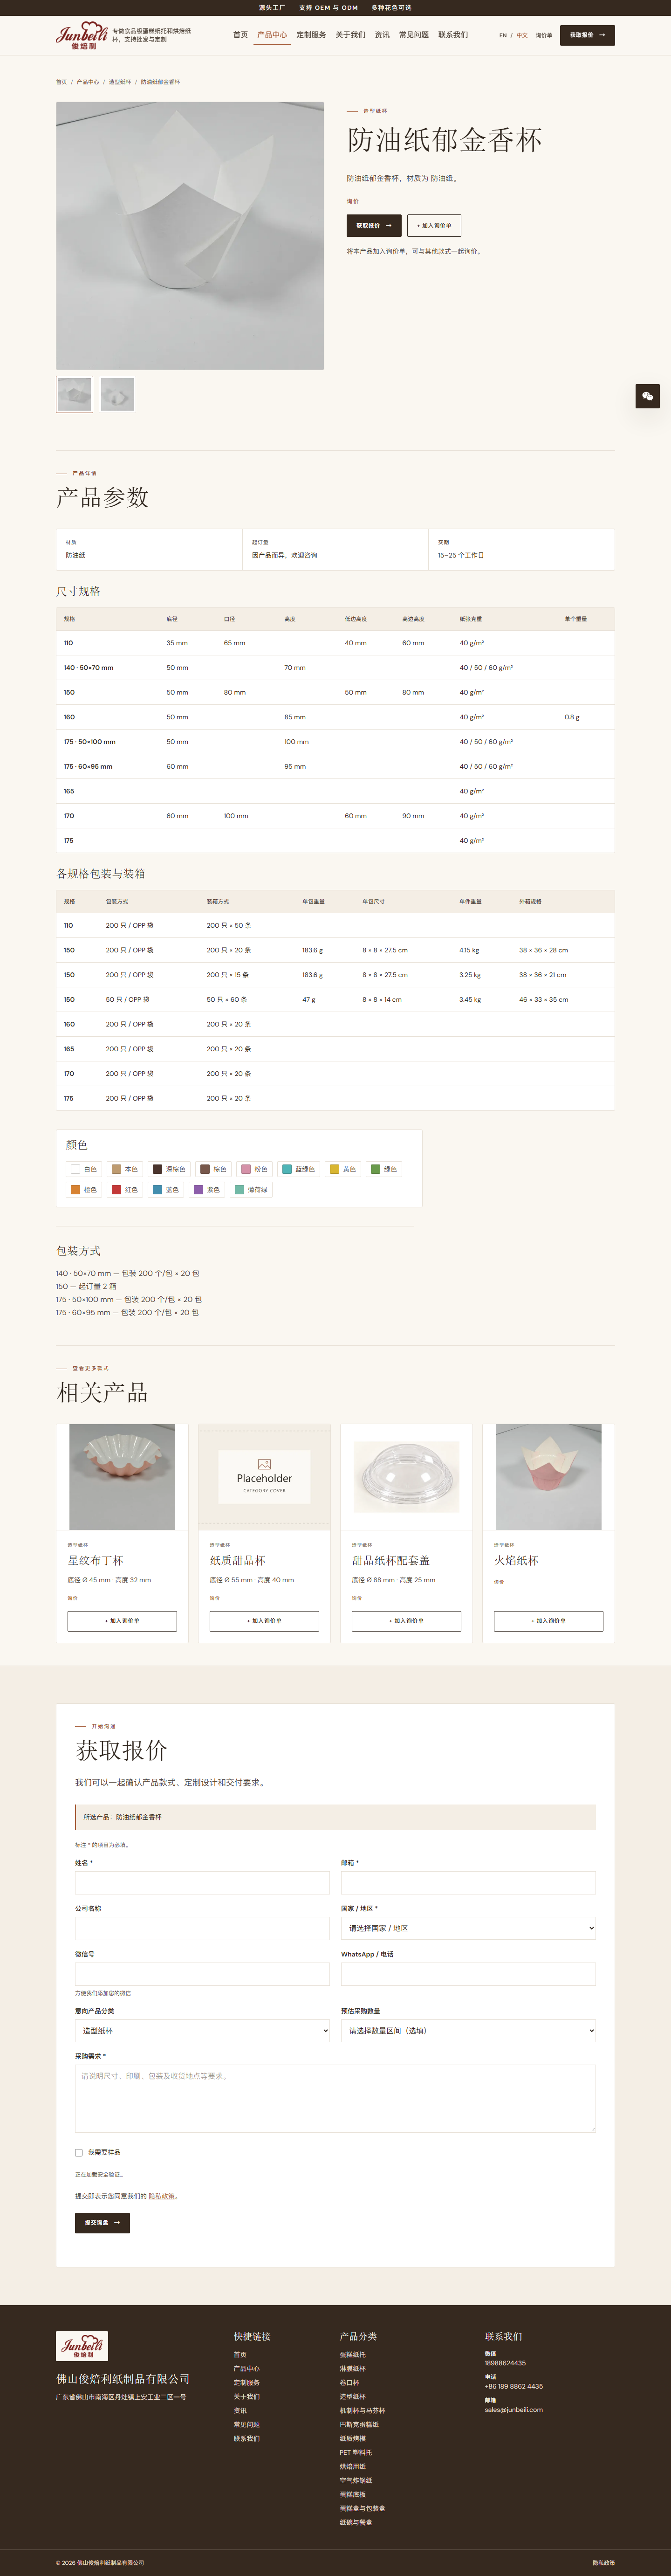 源头工厂 支持 OEM 与 ODM 多种花色可选
Junbeili 俊焙利
专做食品级蛋糕纸托和烘焙纸
杯，支持批发与定制
首页 产品中心 定制服务 关于我们 资讯 常见问题 联系我们
EN / 中文 询价单 获取报价 →
首页 / 产品中心 / 造型纸杯 / 防油纸郁金香杯
造型纸杯
防油纸郁金香杯
防油纸郁金香杯，材质为 防油纸。
询价
获取报价 →
+ 加入询价单
将本产品加入询价单，可与其他款式一起询价。
产品详情
产品参数
材质 起订量 交期
防油纸 因产品而异，欢迎咨询 15–25 个工作日
尺寸规格
规格 底径 口径 高度 低边高度 高边高度 纸张克重 单个重量
110 35 mm 65 mm 40 mm 60 mm 40 g/m²
140 · 50×70 mm 50 mm 70 mm 40 / 50 / 60 g/m²
150 50 mm 80 mm 50 mm 80 mm 40 g/m²
160 50 mm 85 mm 40 g/m² 0.8 g
175 · 50×100 mm 50 mm 100 mm 40 / 50 / 60 g/m²
175 · 60×95 mm 60 mm 95 mm 40 / 50 / 60 g/m²
165 40 g/m²
170 60 mm 100 mm 60 mm 90 mm 40 g/m²
175 40 g/m²
各规格包装与装箱
规格 包装方式 装箱方式 单包重量 单包尺寸 单件重量 外箱规格
110 200 只 / OPP 袋 200 只 × 50 条
150 200 只 / OPP 袋 200 只 × 20 条 183.6 g 8 × 8 × 27.5 cm 4.15 kg 38 × 36 × 28 cm
150 200 只 / OPP 袋 200 只 × 15 条 183.6 g 8 × 8 × 27.5 cm 3.25 kg 38 × 36 × 21 cm
150 50 只 / OPP 袋 50 只 × 60 条 47 g 8 × 8 × 14 cm 3.45 kg 46 × 33 × 35 cm
160 200 只 / OPP 袋 200 只 × 20 条
165 200 只 / OPP 袋 200 只 × 20 条
170 200 只 / OPP 袋 200 只 × 20 条
175 200 只 / OPP 袋 200 只 × 20 条
颜色
白色 本色 深棕色 棕色 粉色 蓝绿色 黄色 绿色
橙色 红色 蓝色 紫色 薄荷绿
包装方式
140 · 50×70 mm — 包装 200 个/包 × 20 包
150 — 起订量 2 箱
175 · 50×100 mm — 包装 200 个/包 × 20 包
175 · 60×95 mm — 包装 200 个/包 × 20 包
查看更多款式
相关产品
Placeholder
CATEGORY COVER
造型纸杯 造型纸杯 造型纸杯 造型纸杯
星纹布丁杯 纸质甜品杯 甜品纸杯配套盖 火焰纸杯
底径 Ø 45 mm · 高度 32 mm 底径 Ø 55 mm · 高度 40 mm 底径 Ø 88 mm · 高度 25 mm
询价 询价 询价 询价
+ 加入询价单 + 加入询价单 + 加入询价单 + 加入询价单
开始沟通
获取报价
我们可以一起确认产品款式、定制设计和交付要求。
所选产品：防油纸郁金香杯
标注 * 的项目为必填。
姓名 * 邮箱 *
公司名称 国家 / 地区 *
请选择国家 / 地区
微信号 WhatsApp / 电话
方便我们添加您的微信
意向产品分类 预估采购数量
造型纸杯 请选择数量区间（选填）
采购需求 *
请说明尺寸、印刷、包装及收货地点等要求。
我需要样品
正在加载安全验证…
提交即表示您同意我们的 隐私政策。
提交询盘 →
Junbeili 俊焙利
佛山俊焙利纸制品有限公司
广东省佛山市南海区丹灶镇上安工业二区一号
快捷链接
首页
产品中心
定制服务
关于我们
资讯
常见问题
联系我们
产品分类
蛋糕纸托
淋膜纸杯
卷口杯
造型纸杯
机制杯与马芬杯
巴斯克蛋糕纸
纸质烤模
PET 塑料托
烘焙用纸
空气炸锅纸
蛋糕底板
蛋糕盒与包装盒
纸碗与餐盒
联系我们
微信
18988624435
电话
+86 189 8862 4435
邮箱
sales@junbeili.com
© 2026 佛山俊焙利纸制品有限公司 隐私政策